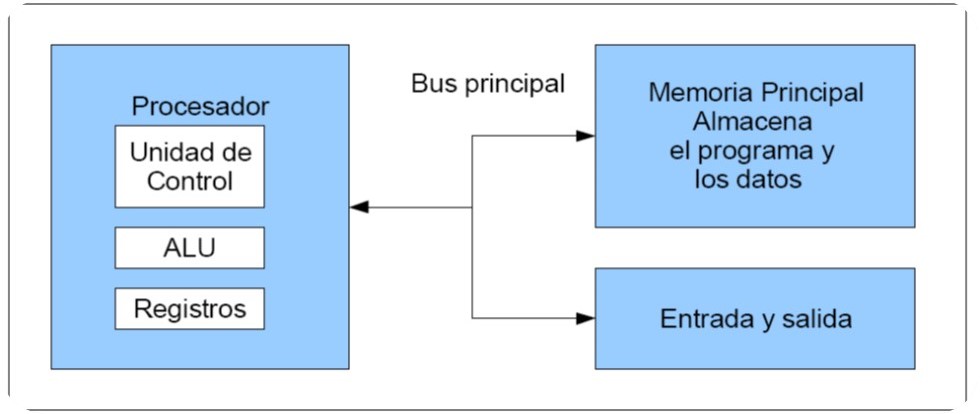 Procesador
Unidad de
Control
ALU
Registros
Bus principal
Memoria Principal
Almacena
el programa y
los datos
Entrada y salida